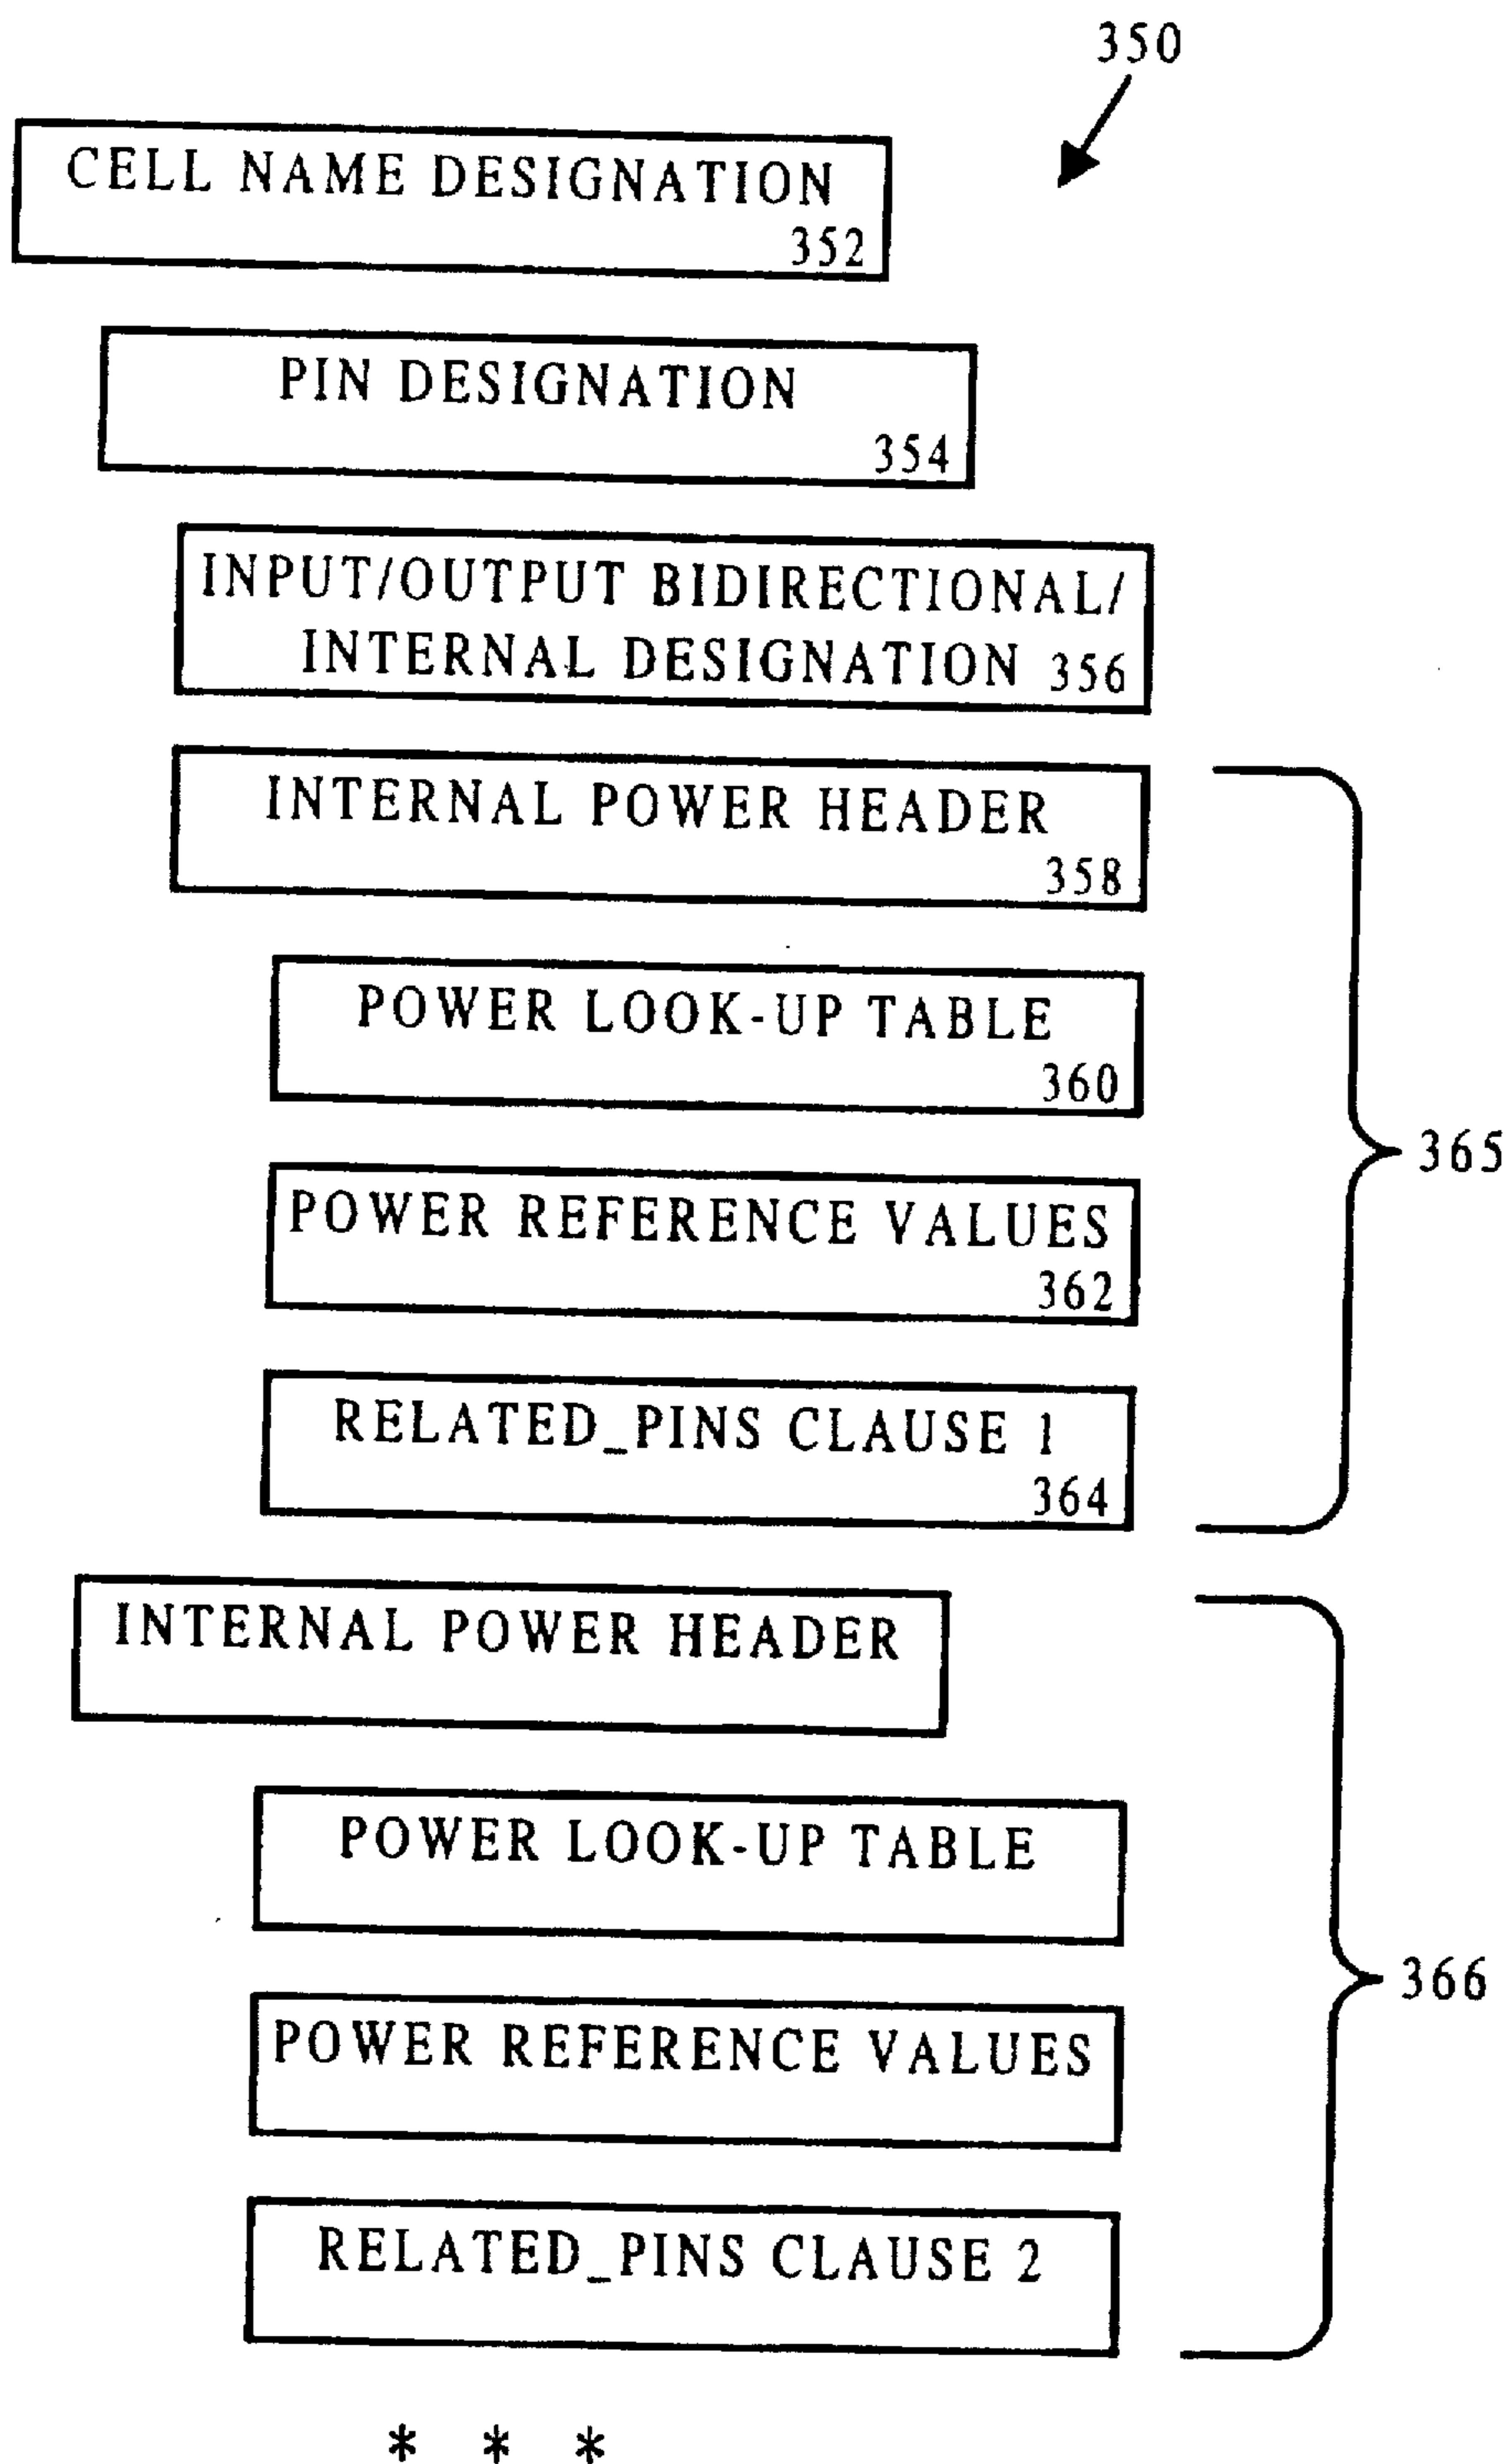 350
CELL NAME DESIGNATION
352
PIN DESIGNATION
354
INPUT/OUTPUT BIDIRECTIONAL/
INTERNAL DESIGNATION 356
INTERNAL POWER HEADER
358
POWER LOOK-UP TABLE
360
365
POWER REFERENCE VALUES
362
RELATED_PINS CLAUSE 1
364
INTERNAL POWER HEADER
POWER LOOK-UP TABLE
366
POWER REFERENCE VALUES
RELATED_PINS CLAUSE 2
* * *